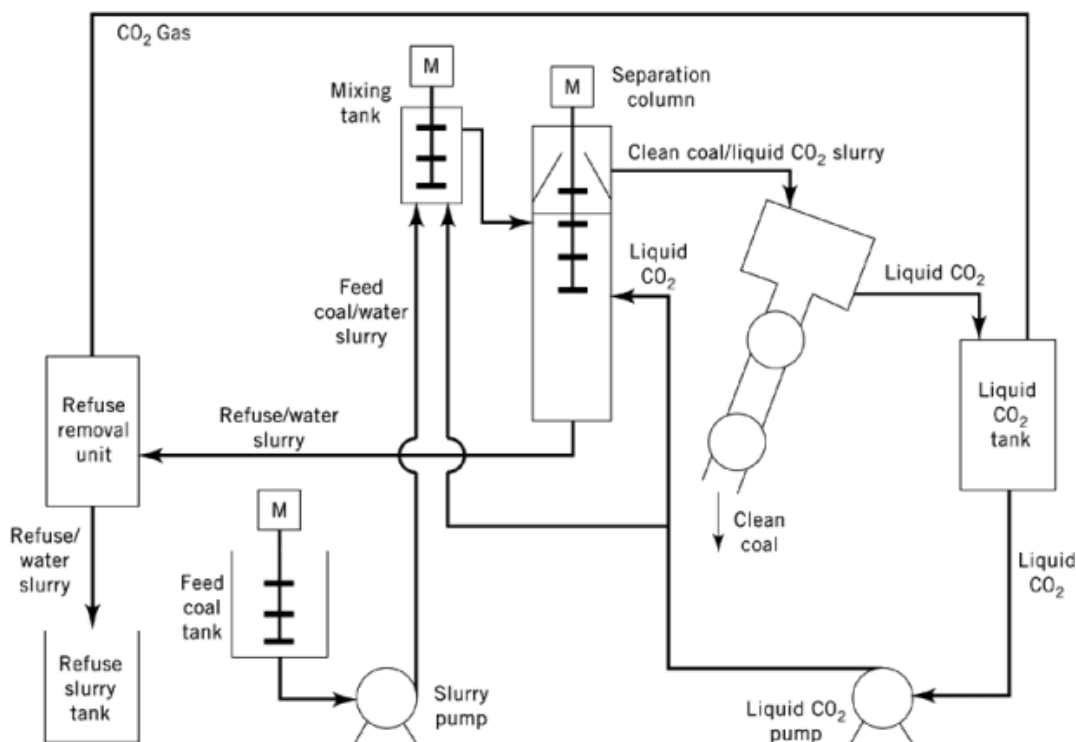 CO₂ Gas
M
Mixing
tank
M
Separation
column
Clean coal/liquid CO₂ slurry
Liquid
CO₂
Liquid CO₂
Feed
coal/water
slurry
Refuse
removal
unit
Refuse/water
slurry
Liquid
CO₂
tank
M
Clean
coal
Refuse/
water
slurry
Feed
coal
tank
Liquid
CO₂
Refuse
slurry
tank
Slurry
pump
Liquid CO₂
pump